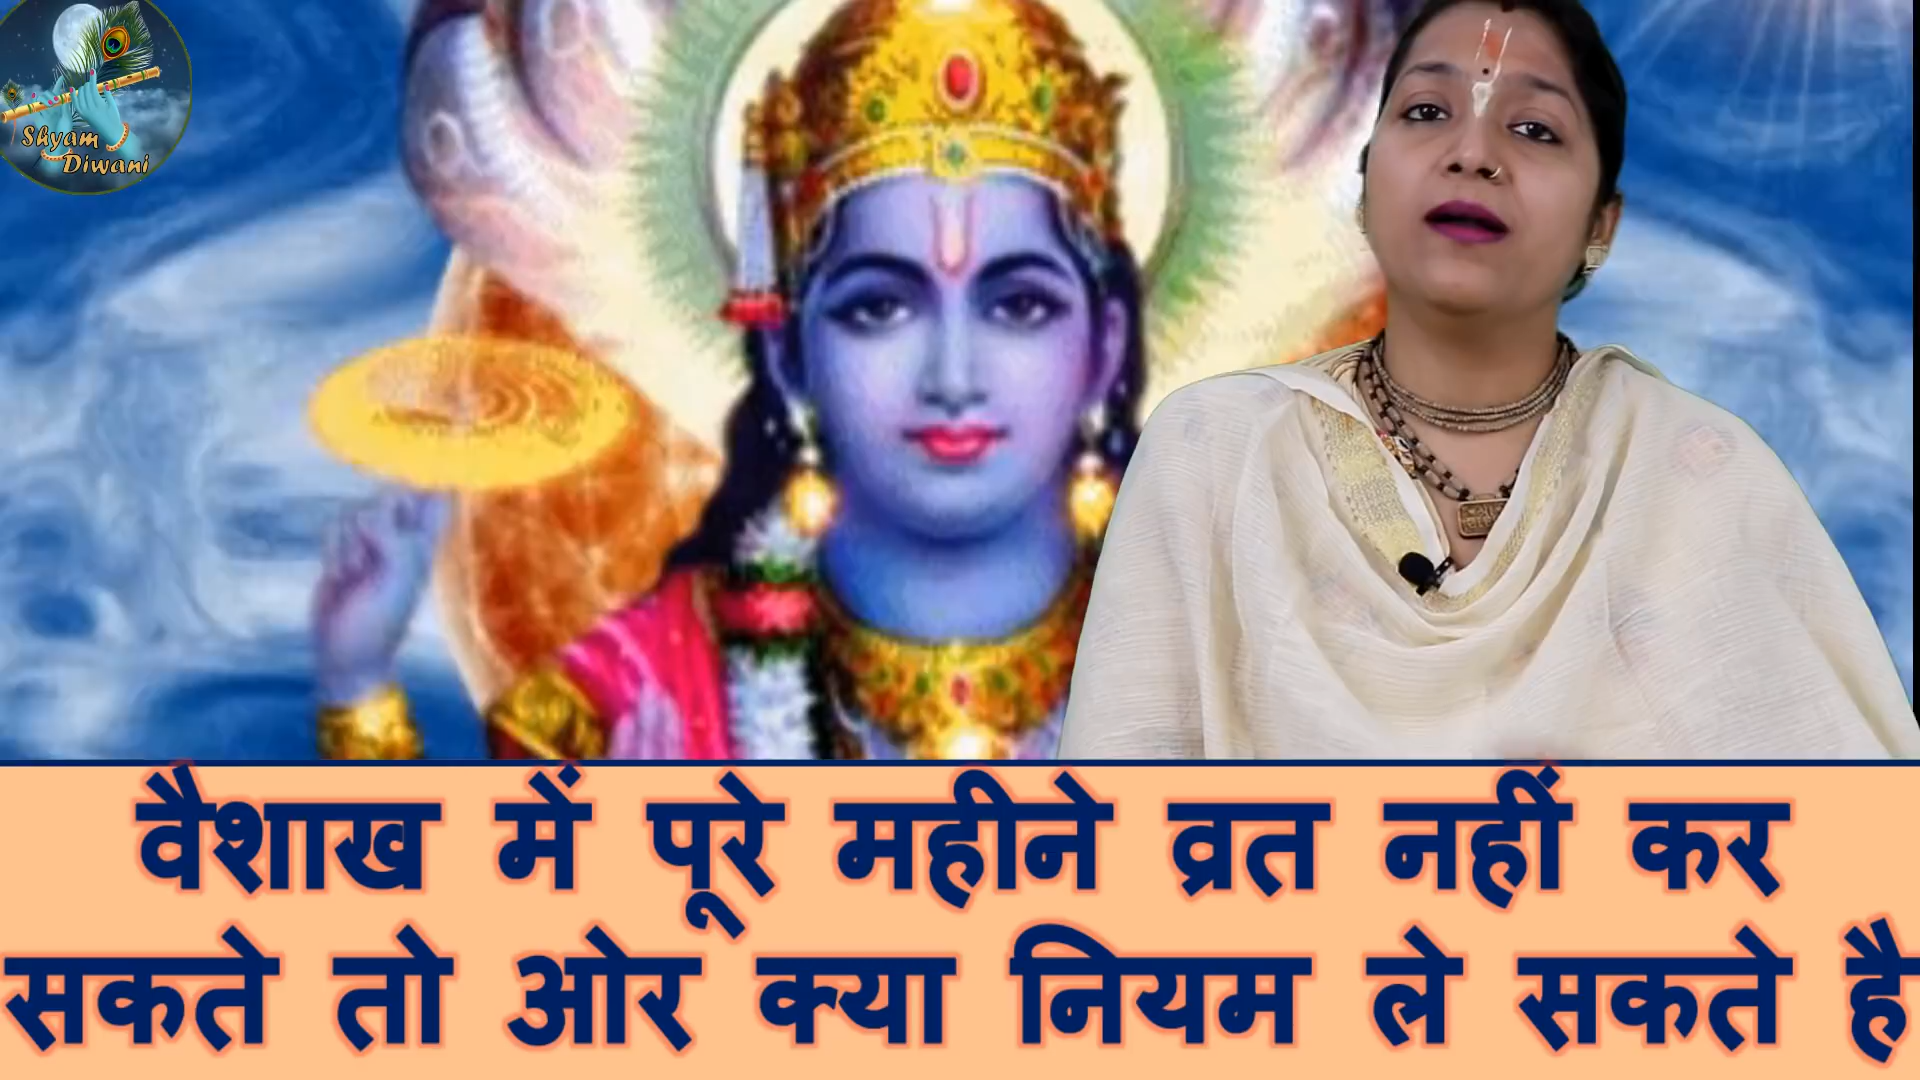 Shyam
Diwani
वैशाख में पूरे महीने व्रत नहीं कर
सकते तो ओर क्या नियम ले सकते है